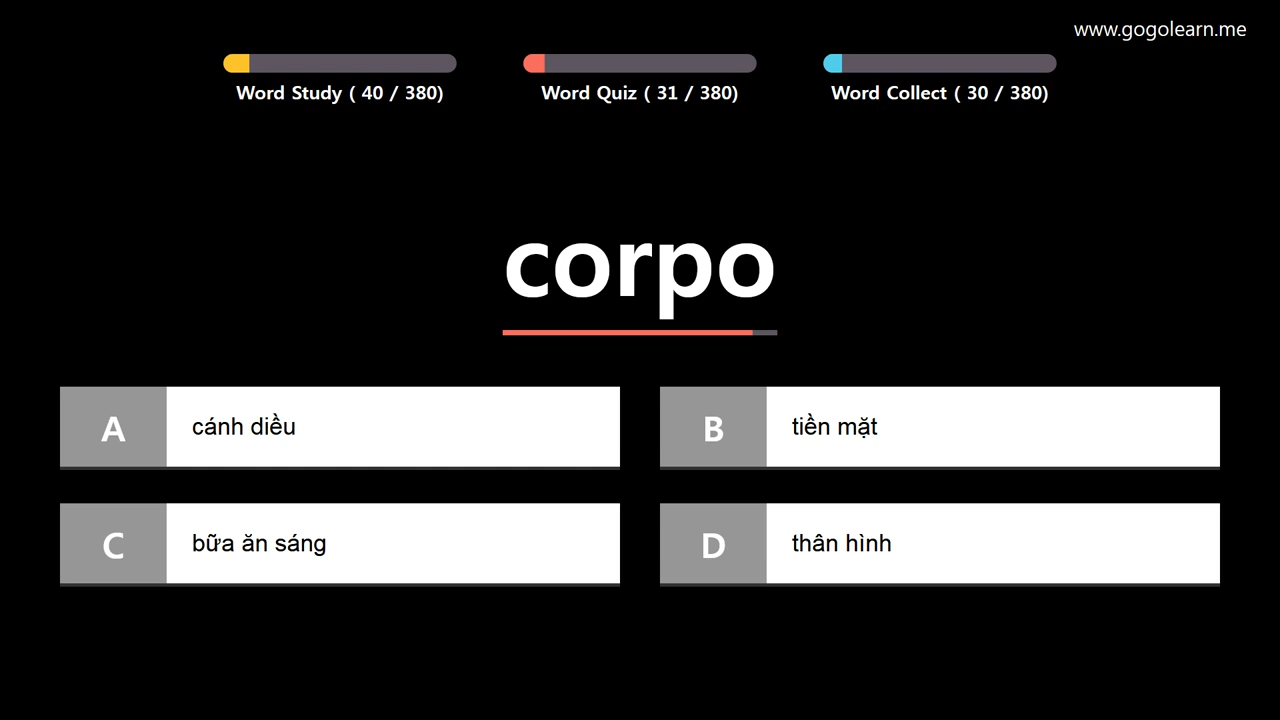 www.gogolearn.me
Word Study ( 40 / 380)
Word Quiz ( 31 / 380)
Word Collect ( 30 / 380)
corpo
A
cánh diều
B
tiền mặt
C
bữa ăn sáng
D
thân hình